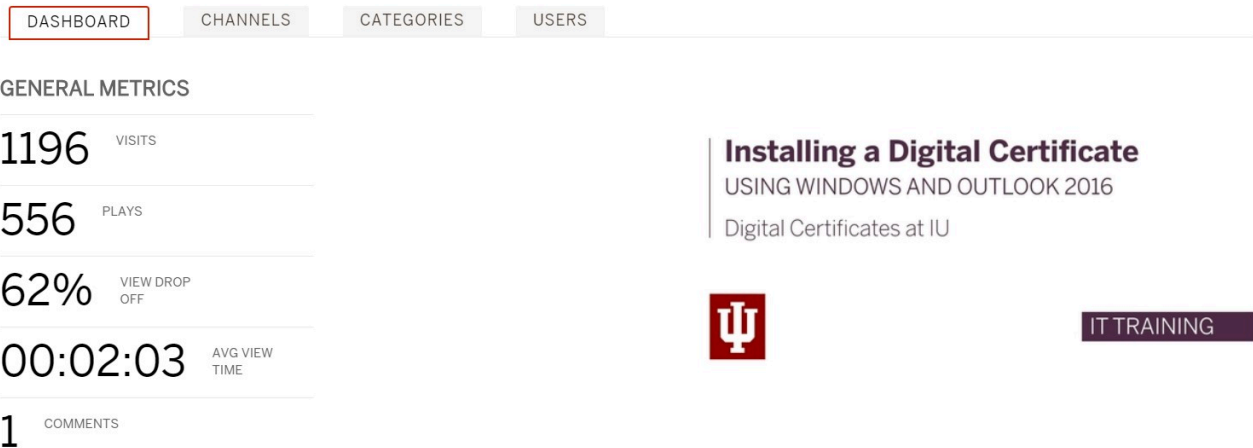 DASHBOARD CHANNELS CATEGORIES USERS
GENERAL METRICS
1196 VISITS
556 PLAYS
62% VIEW DROP
OFF
00:02:03 AVG VIEW
TIME
1 COMMENTS
Installing a Digital Certificate
USING WINDOWS AND OUTLOOK 2016
Digital Certificates at IU
IT TRAINING